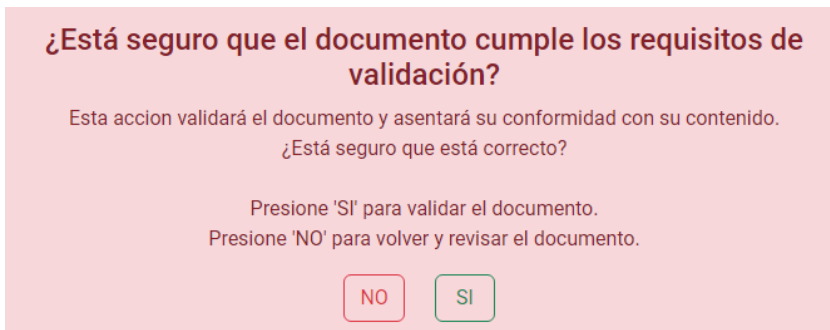 ¿Está seguro que el documento cumple los requisitos de
validación?
Esta accion validará el documento y asentará su conformidad con su contenido.
¿Está seguro que está correcto?
Presione 'SI' para validar el documento.
Presione 'NO' para volver y revisar el documento.
NO SI